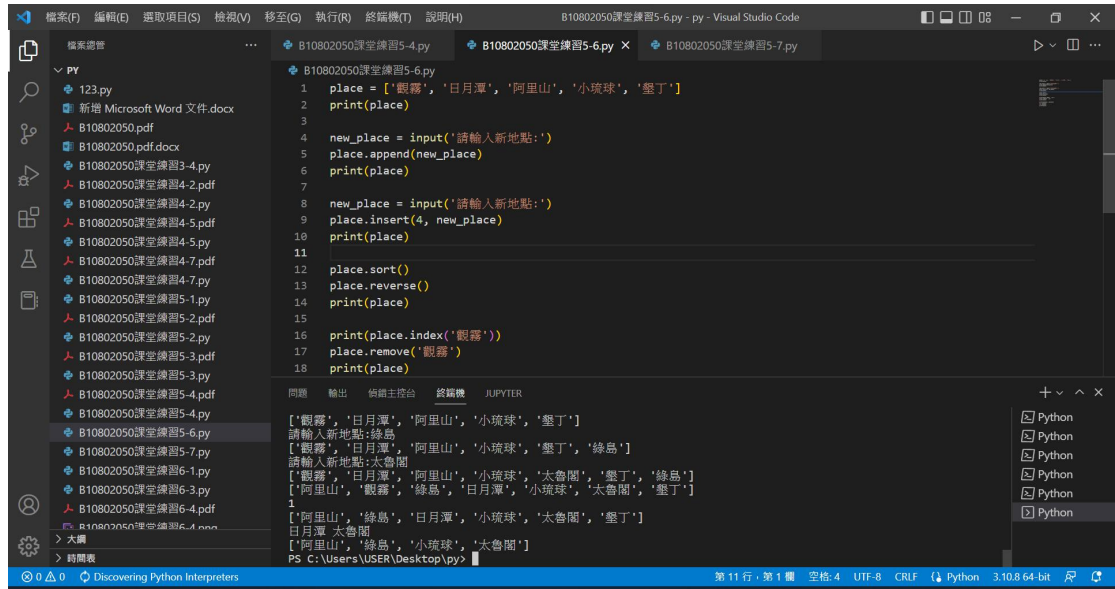 檔案(F) 編輯(E) 選取項目(S) 檢視(V) 移至(G) 執行(R) 終端機(T) 說明(H) B10802050課堂練習5-6.py - py - Visual Studio Code
檔案總管
B10802050課堂練習5-4.py B10802050課堂練習5-6.py B10802050課堂練習5-7.py
PY
123.py
新增 Microsoft Word 文件.docx
B10802050.pdf
B10802050.pdf.docx
B10802050課堂練習3-4.py
B10802050課堂練習4-2.pdf
B10802050課堂練習4-2.py
B10802050課堂練習4-5.pdf
B10802050課堂練習4-5.py
B10802050課堂練習4-7.pdf
B10802050課堂練習4-7.py
B10802050課堂練習5-1.py
B10802050課堂練習5-2.pdf
B10802050課堂練習5-2.py
B10802050課堂練習5-3.pdf
B10802050課堂練習5-3.py
B10802050課堂練習5-4.pdf
B10802050課堂練習5-4.py
B10802050課堂練習5-6.py
B10802050課堂練習5-7.py
B10802050課堂練習6-1.py
B10802050課堂練習6-3.py
B10802050課堂練習6-4.pdf
B10802050課堂練習6-4.png
大綱
時間表
B10802050課堂練習5-6.py
1 place = ['觀霧', '日月潭', '阿里山', '小琉球', '墾丁']
2 print(place)
3
4 new_place = input('請輸入新地點:')
5 place.append(new_place)
6 print(place)
7
8 new_place = input('請輸入新地點:')
9 place.insert(4, new_place)
10 print(place)
11
12 place.sort()
13 place.reverse()
14 print(place)
15
16 print(place.index('觀霧'))
17 place.remove('觀霧')
18 print(place)
問題 輸出 偵錯主控台 終端機 JUPYTER
['觀霧', '日月潭', '阿里山', '小琉球', '墾丁']
請輸入新地點:綠島
['觀霧', '日月潭', '阿里山', '小琉球', '墾丁', '綠島']
請輸入新地點:太魯閣
['觀霧', '日月潭', '阿里山', '小琉球', '太魯閣', '墾丁', '綠島']
['阿里山', '觀霧', '綠島', '日月潭', '小琉球', '太魯閣', '墾丁']
1
['阿里山', '綠島', '日月潭', '小琉球', '太魯閣', '墾丁']
日月潭 太魯閣
['阿里山', '綠島', '小琉球', '太魯閣']
PS C:\Users\USER\Desktop\py>
Python
Python
Python
Python
Python
Python
0 0 Discovering Python Interpreters 第 11 行，第 1 欄 空格: 4 UTF-8 CRLF Python 3.10.8 64-bit